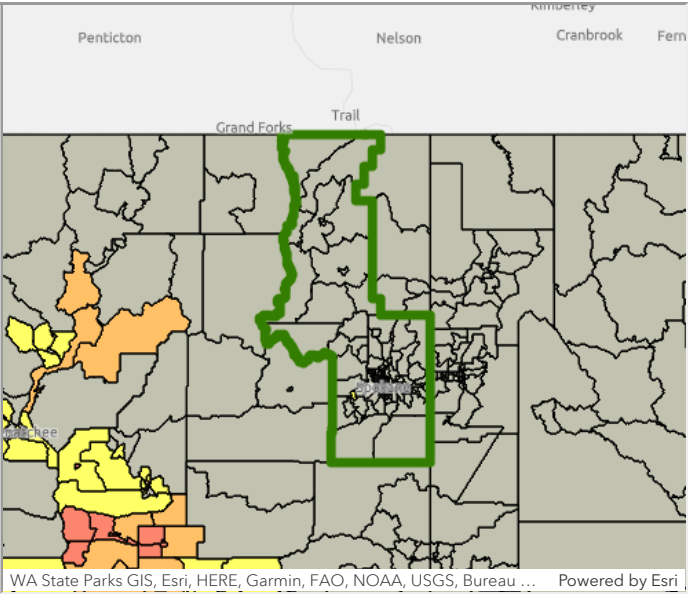 Kimberley
Penticton
Nelson
Cranbrook
Fern
Trail
Grand Forks
Spokane
WA State Parks GIS, Esri, HERE, Garmin, FAO, NOAA, USGS, Bureau ... Powered by Esri